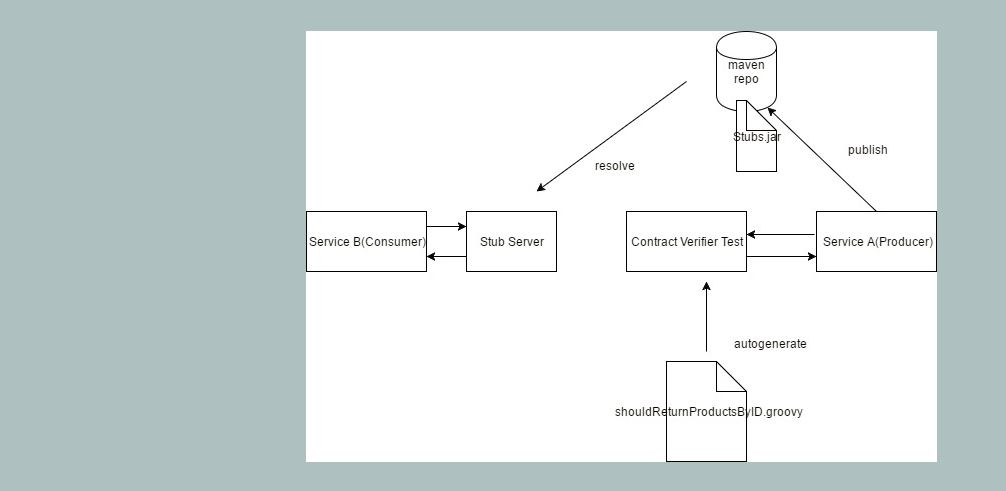 maven
repo
Stubs.jar
publish
resolve
Service B(Consumer)
Stub Server
Contract Verifier Test
Service A(Producer)
autogenerate
shouldReturnProductsByID.groovy